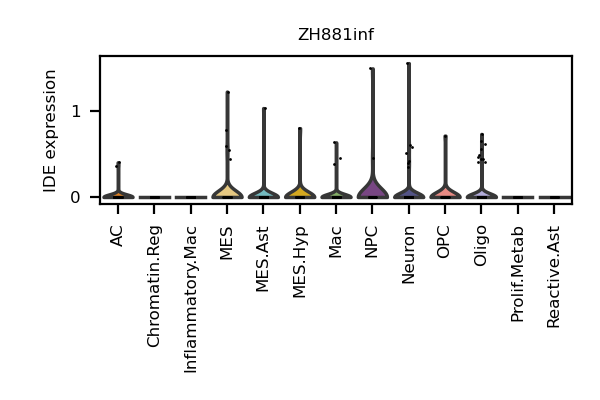 ZH881inf
IDE expression
1
0
AC
Chromatin.Reg
Inflammatory.Mac
MES
MES.Ast
MES.Hyp
Mac
NPC
Neuron
OPC
Oligo
Prolif.Metab
Reactive.Ast